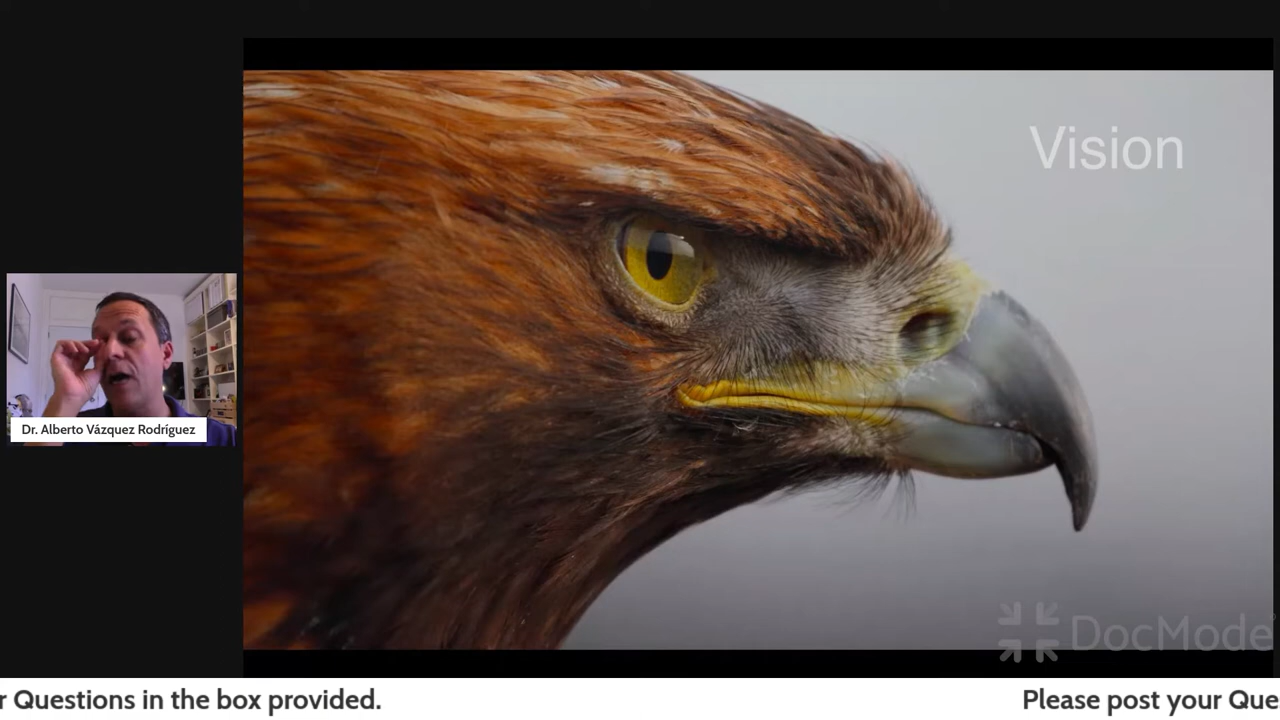 Vision
Dr. Alberto Vázquez Rodríguez
DocMode
r Questions in the box provided.
Please post your Que